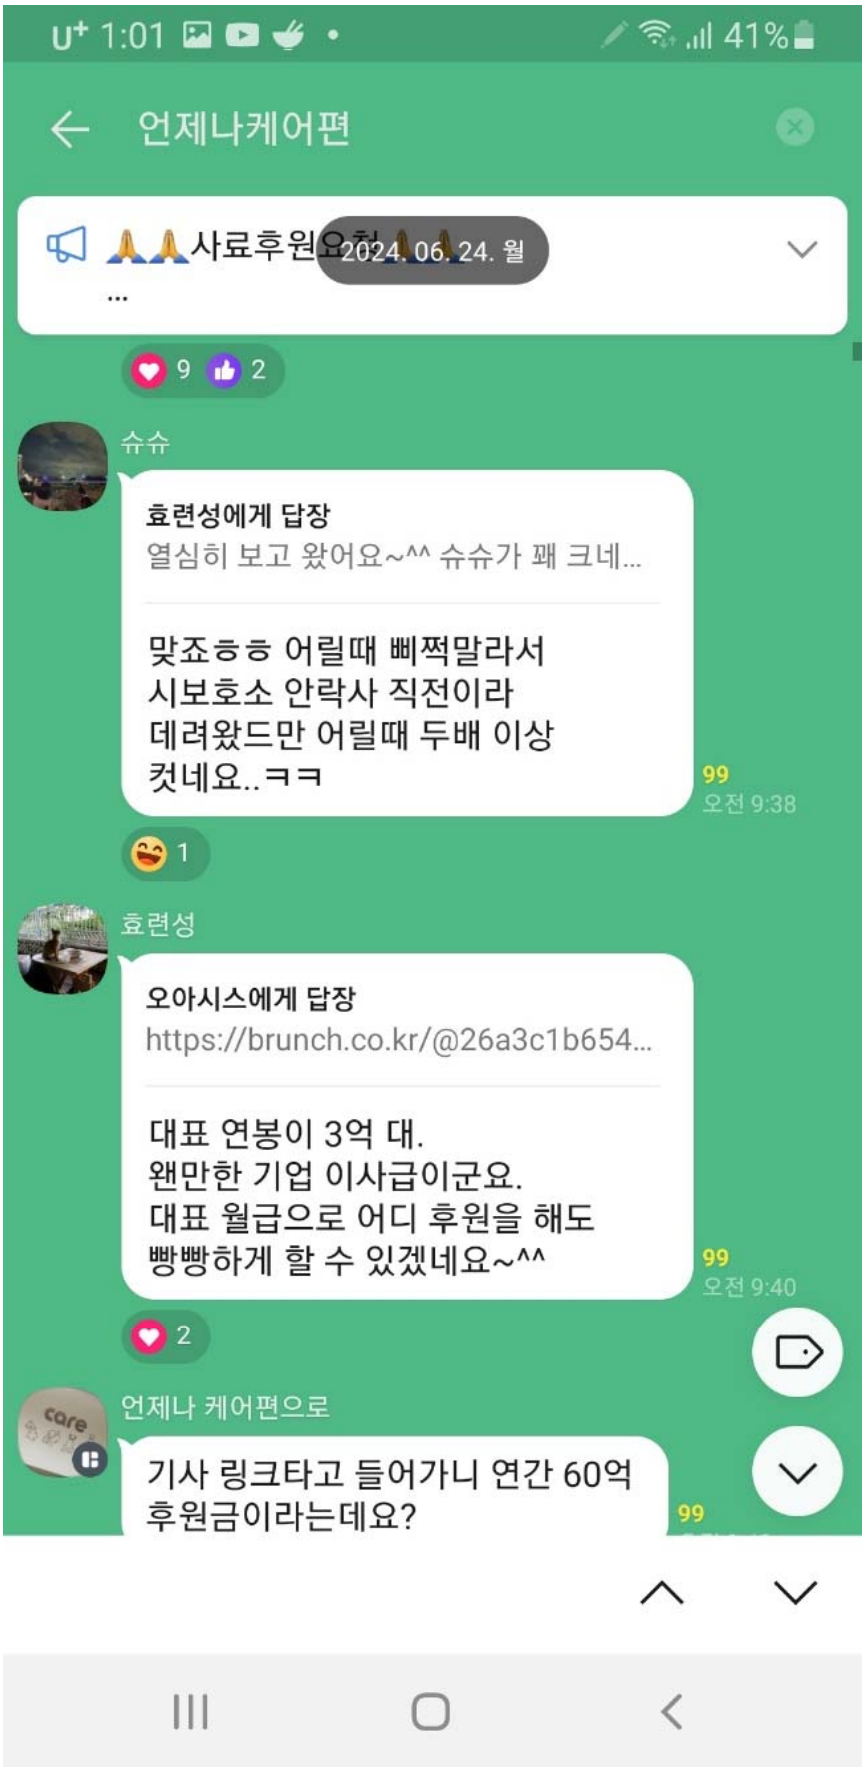 U+ 1:01 41%
언제나케어편
🙏🙏사료후원요청🙏🙏
2024. 06. 24. 월
...
9 2
슈슈
효련성에게 답장
열심히 보고 왔어요~^^ 슈슈가 꽤 크네...
맞죠ㅎㅎ 어릴때 삐쩍말라서
시보호소 안락사 직전이라
데려왔드만 어릴때 두배 이상
컷네요..ㅋㅋ
99
오전 9:38
1
효련성
오아시스에게 답장
https://brunch.co.kr/@26a3c1b654...
대표 연봉이 3억 대.
왠만한 기업 이사급이군요.
대표 월급으로 어디 후원을 해도
빵빵하게 할 수 있겠네요~^^
99
오전 9:40
2
care
언제나 케어편으로
기사 링크타고 들어가니 연간 60억
후원금이라는데요?
99